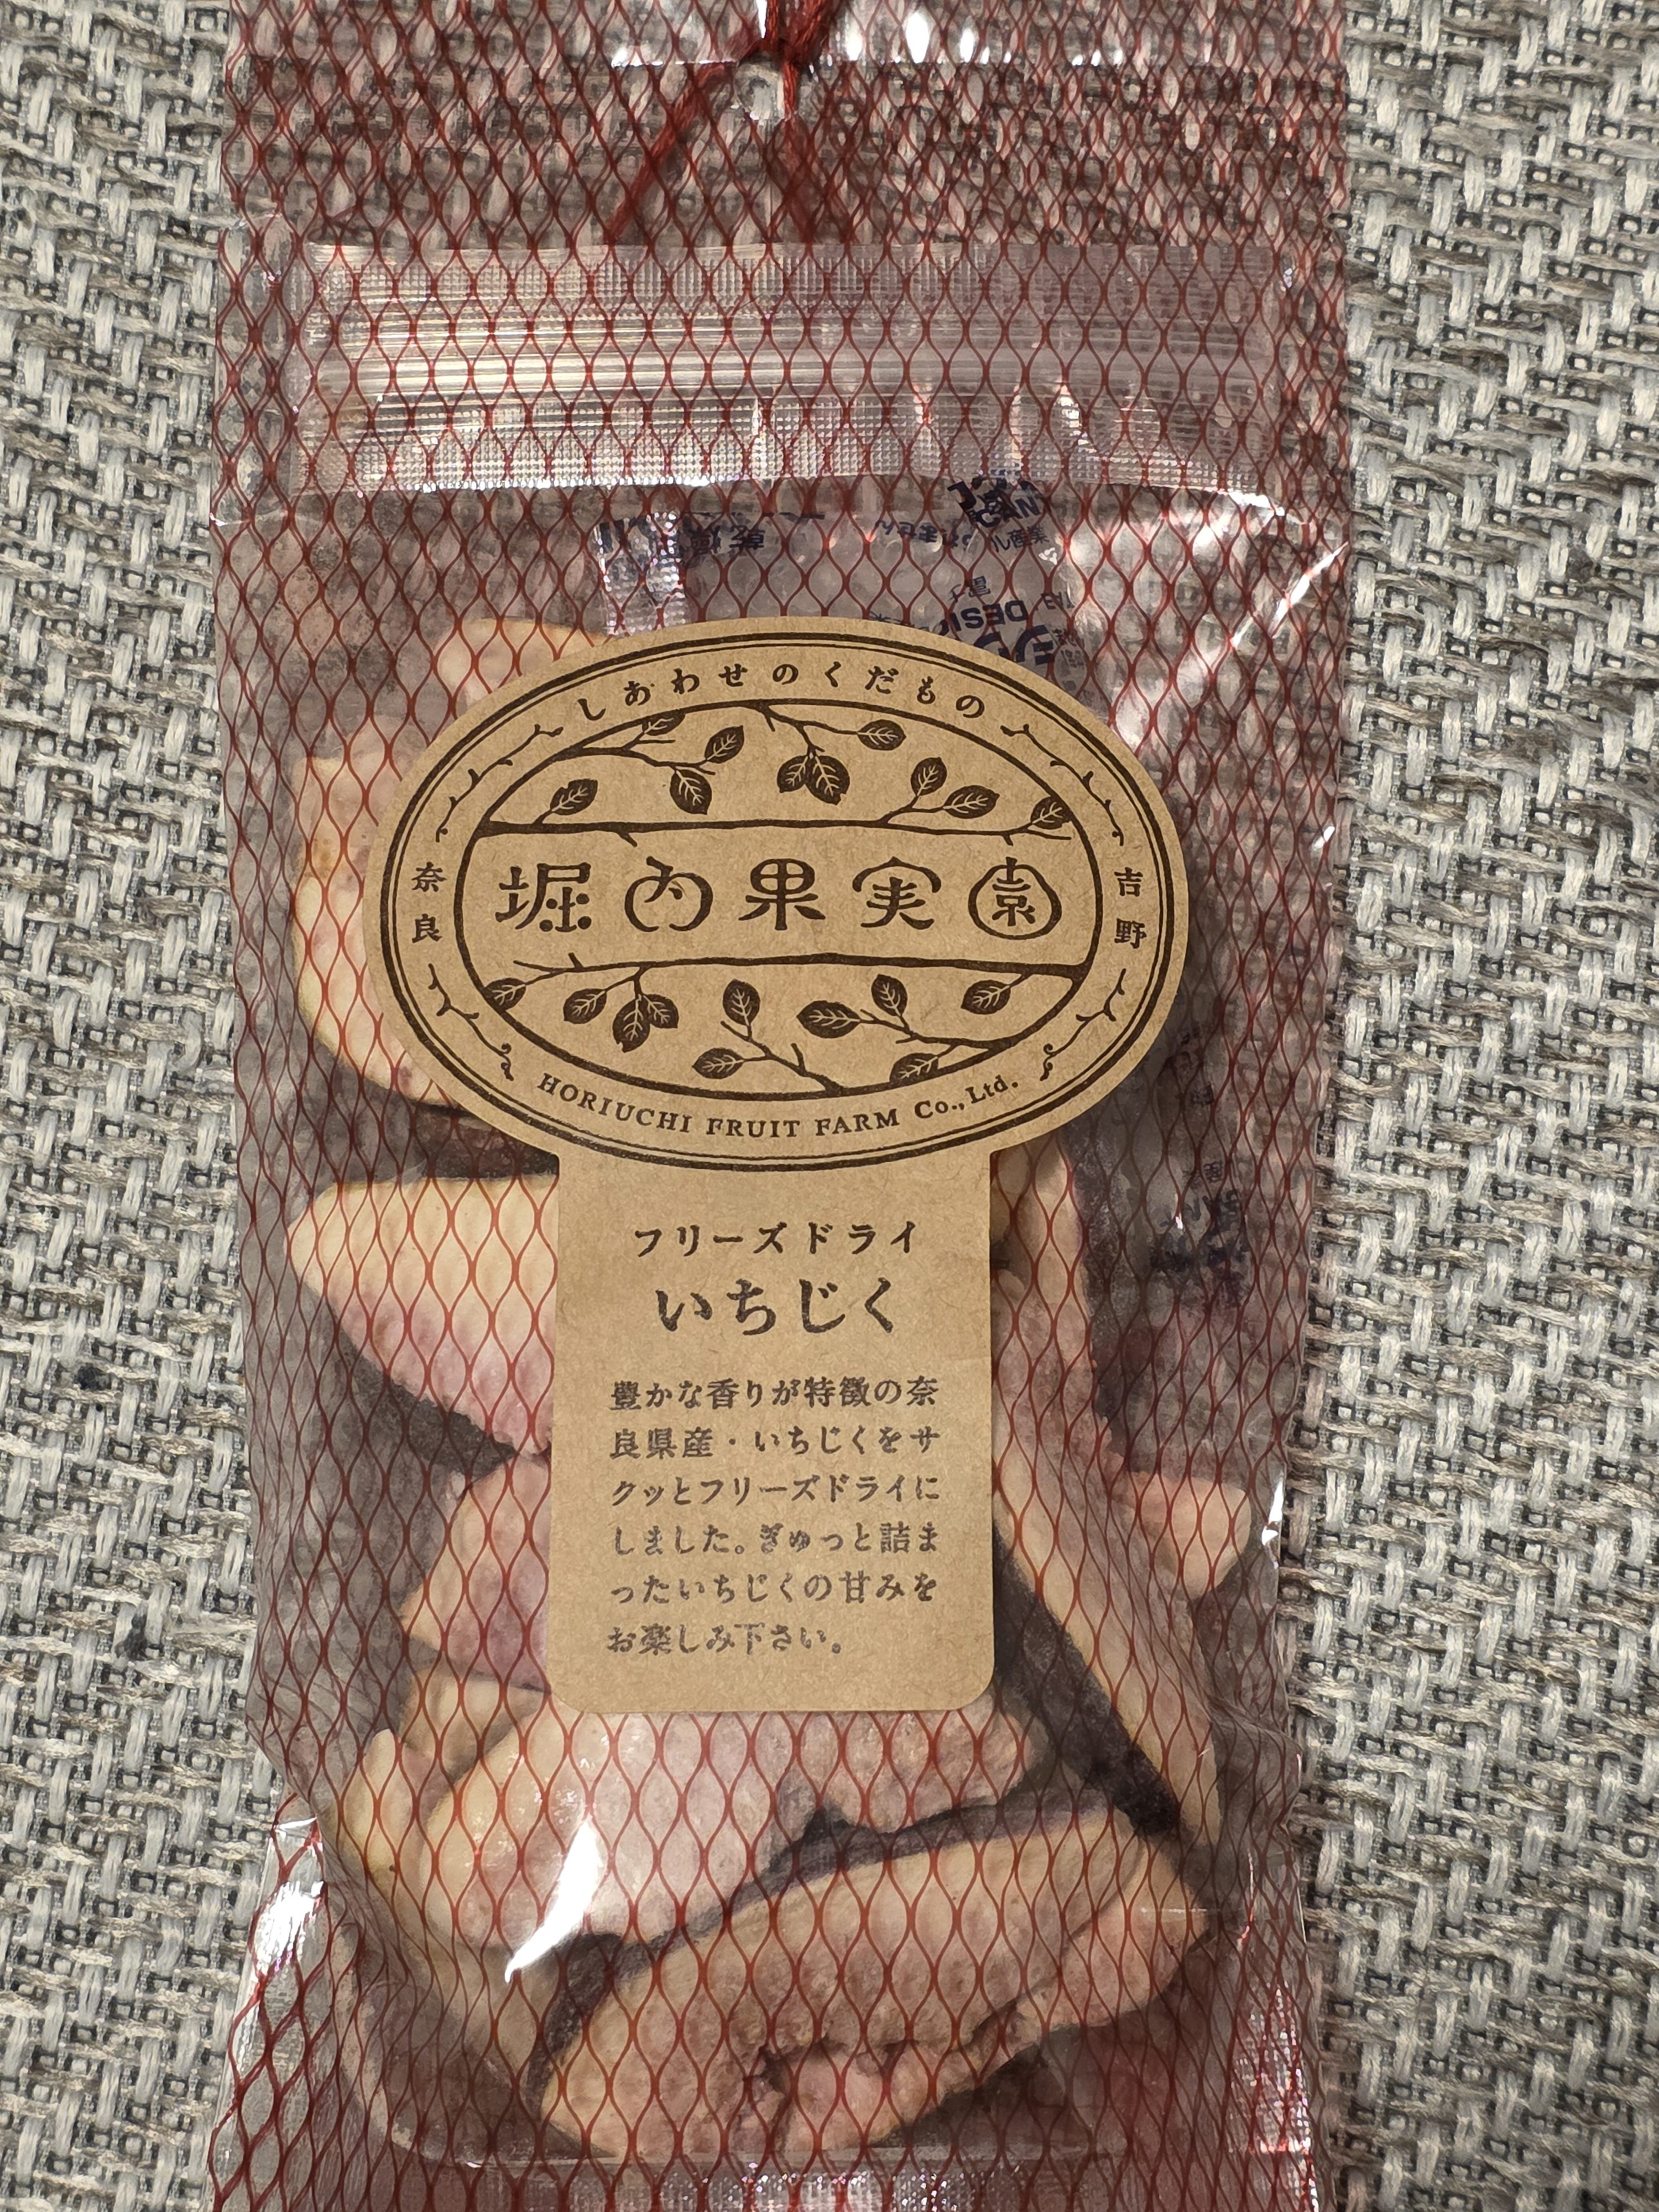 乾燥
DESI
しあわせのくだもの
奈良
堀内果実園
吉野
HORIUCHI FRUIT FARM Co., Ltd.
フリーズドライ
いちじく
豊かな香りが特徴の奈
良県産・いちじくをサ
クッとフリーズドライに
しました。ぎゅっと詰ま
ったいちじくの甘みを
お楽しみ下さい。